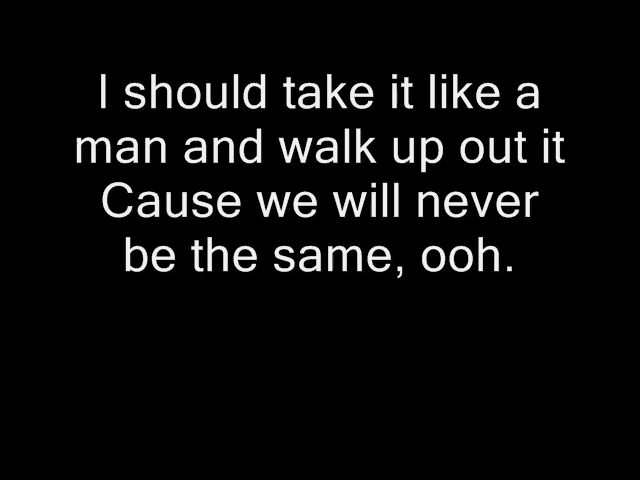 I should take it like a
man and walk up out it
Cause we will never
be the same, ooh.